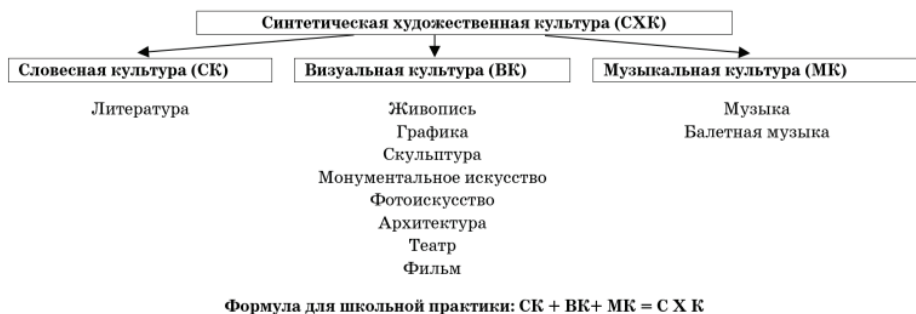 Синтетическая художественная культура (СХК)
Словесная культура (СК)
Визуальная культура (ВК)
Музыкальная культура (МК)
Литература
Живопись
Графика
Скульптура
Монументальное искусство
Фотоискусство
Архитектура
Театр
Фильм
Музыка
Балетная музыка
Формула для школьной практики: СК + ВК+ МК = С Х К